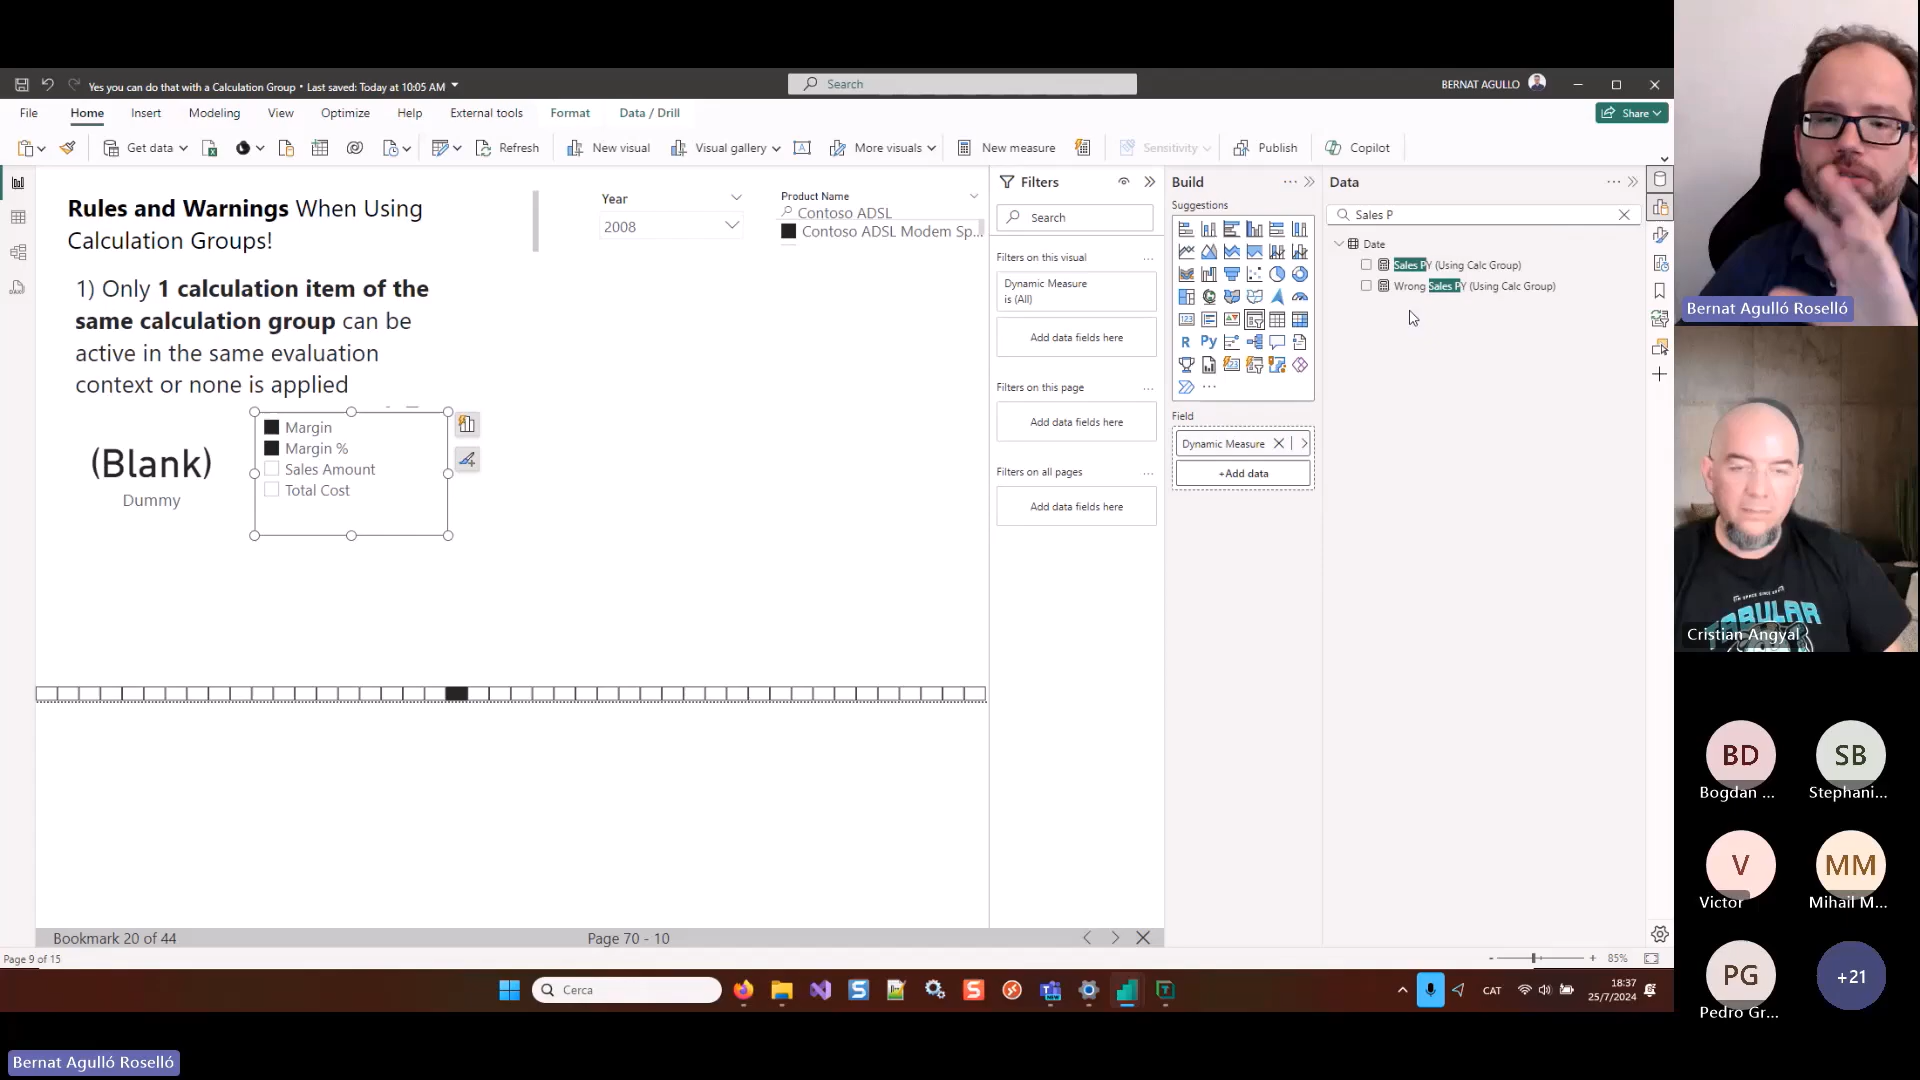 Yes you can do that with a Calculation Group • Last saved: Today at 10:05 AM
Search
BERNAT AGULLO
File
Home
Insert
Modeling
View
Optimize
Help
External tools
Format
Data / Drill
Share
Get data
Refresh
New visual
Visual gallery
More visuals
New measure
Sensitivity
Publish
Copilot
Rules and Warnings When Using
Calculation Groups!
1) Only 1 calculation item of the
same calculation group can be
active in the same evaluation
context or none is applied
(Blank)
Dummy
Margin
Margin %
Sales Amount
Total Cost
Year
2008
Product Name
Contoso ADSL
Contoso ADSL Modem Sp...
Filters
Search
Filters on this visual
...
Dynamic Measure
is (All)
Add data fields here
Filters on this page
...
Add data fields here
Filters on all pages
...
Add data fields here
Build
Suggestions
123
R
Py
...
Field
Dynamic Measure
+Add data
Data
Sales P
Date
Sales PY (Using Calc Group)
Wrong Sales PY (Using Calc Group)
Bookmark 20 of 44
Page 70 - 10
Page 9 of 15
- + 85%
Cerca
CAT
18:37
25/7/2024
Bernat Agulló Roselló
TABULAR
Cristian Angyal
BD
Bogdan ...
SB
Stephani...
V
Victor
MM
Mihail M...
PG
Pedro Gr...
+21
Bernat Agulló Roselló